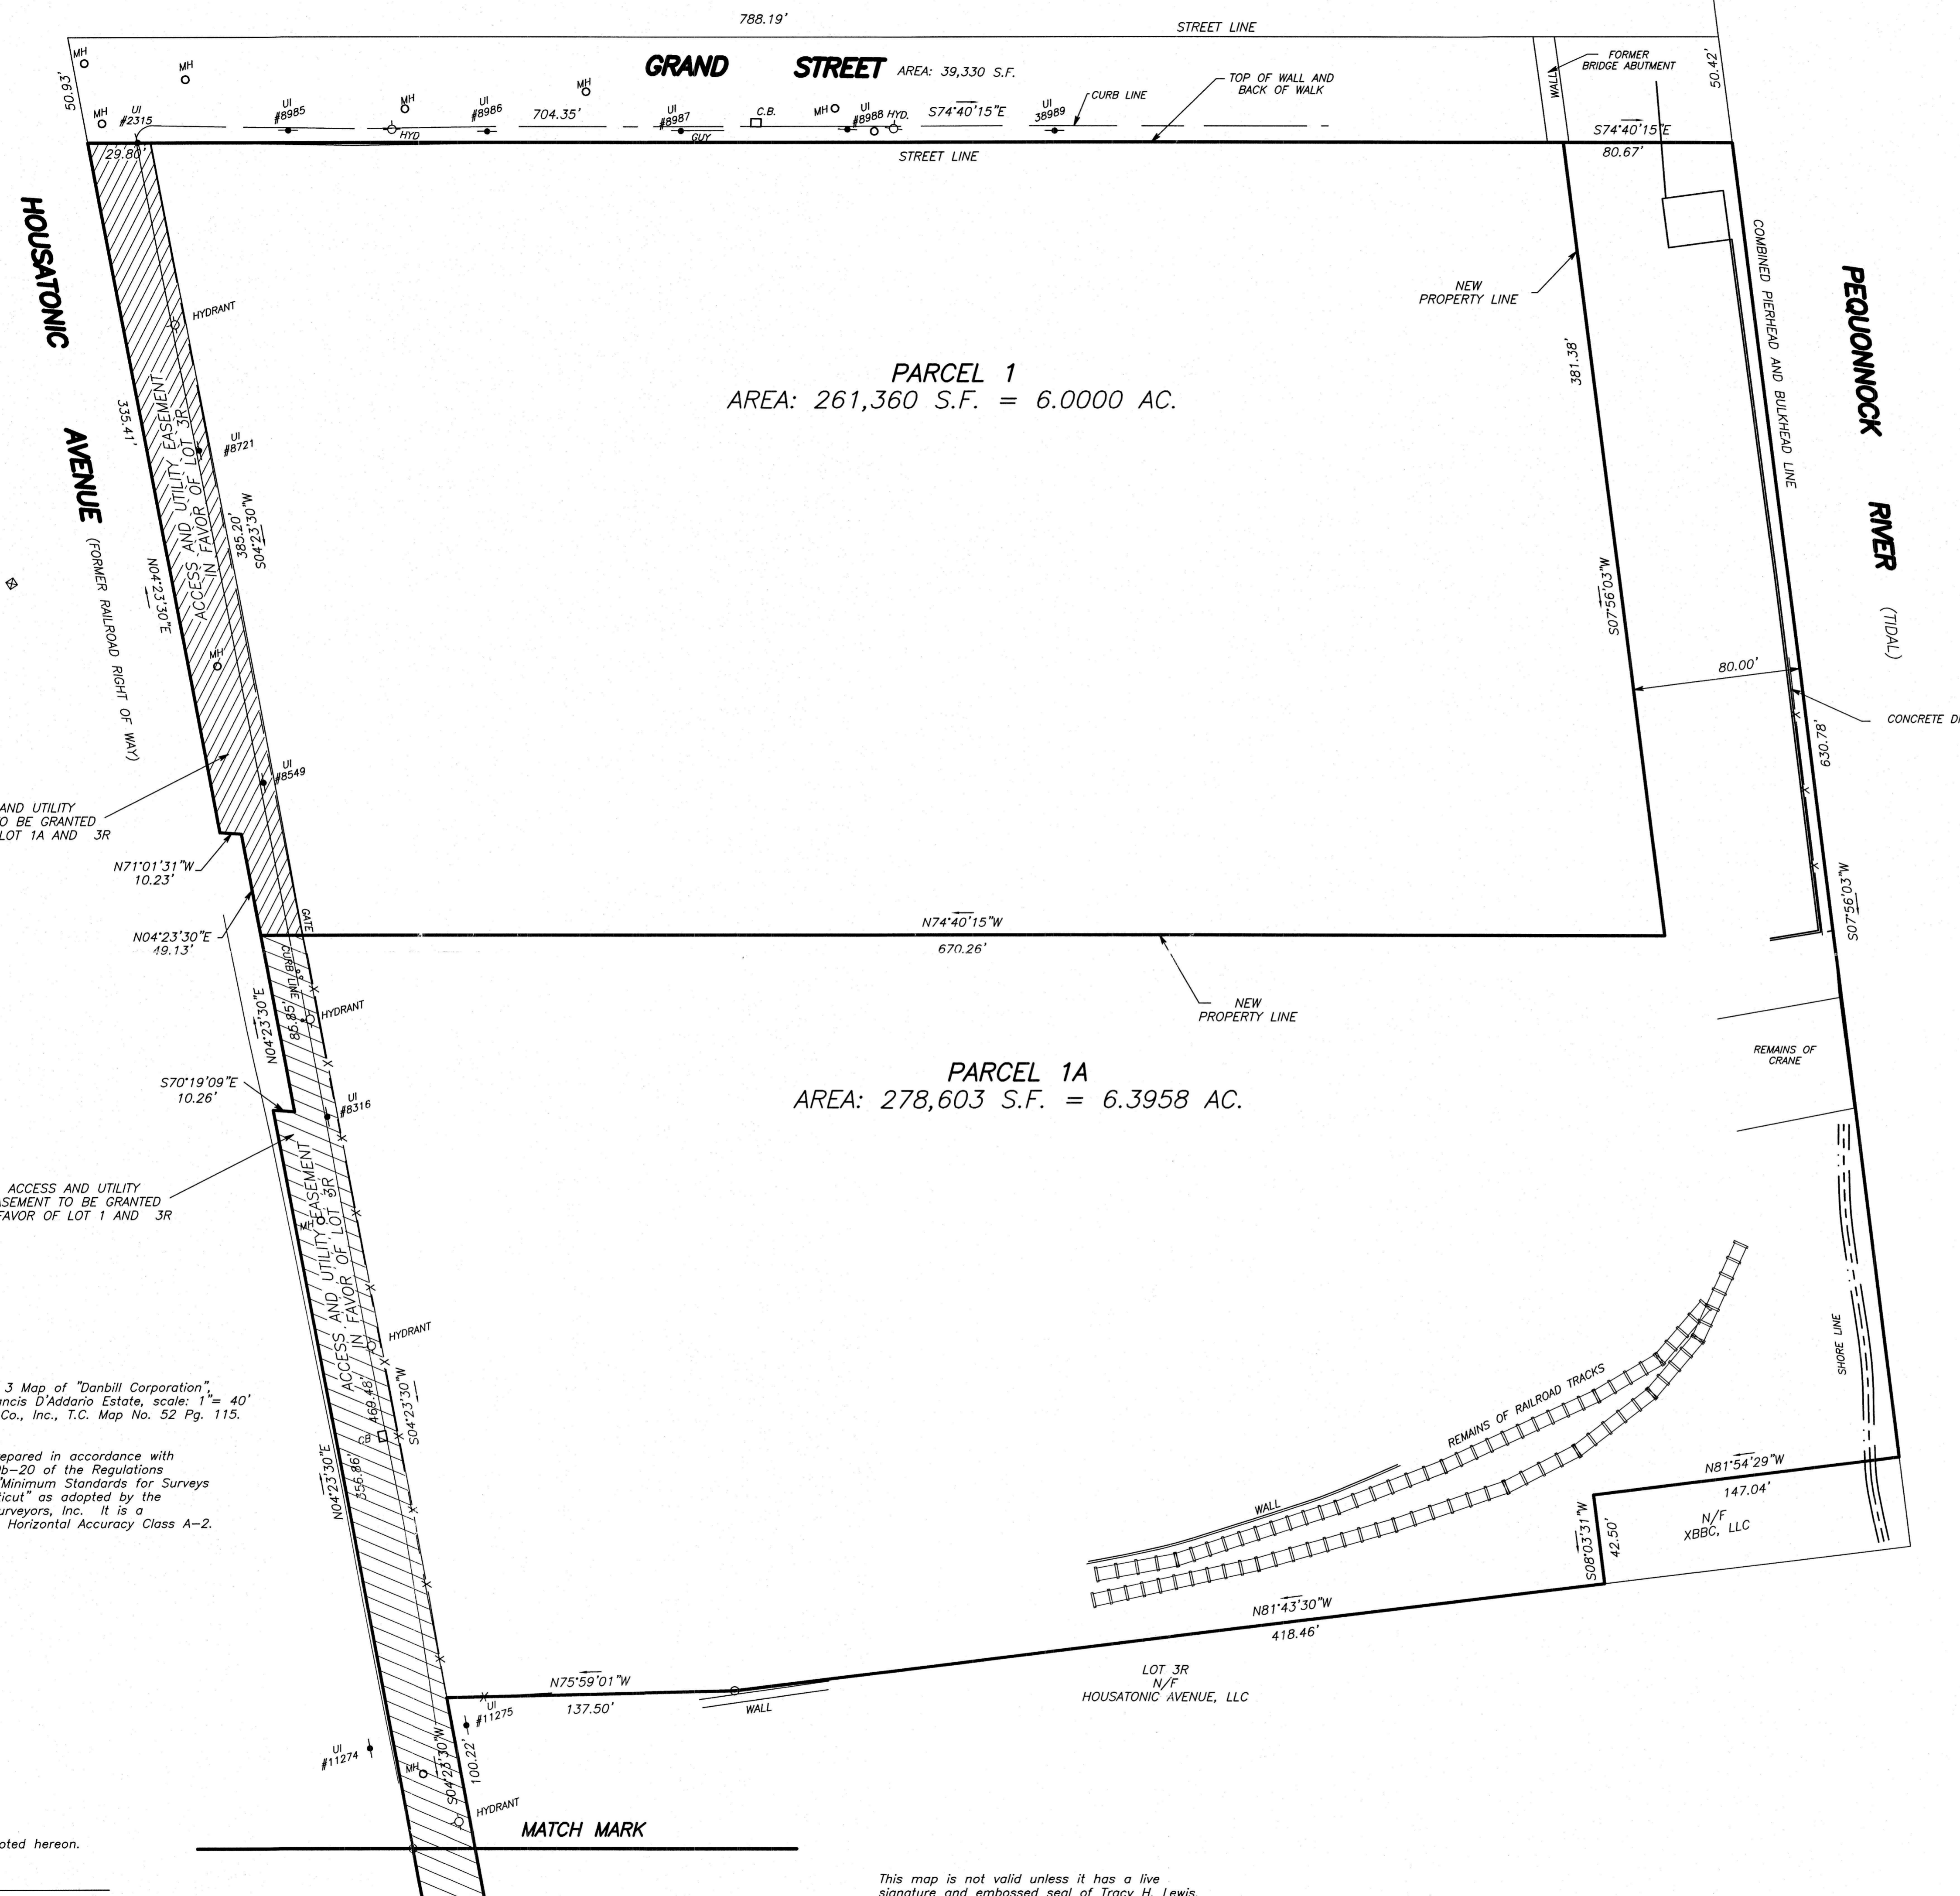 788.19'
STREET LINE
GRAND STREET AREA: 39,330 S.F.
FORMER
BRIDGE ABUTMENT
WALL
50.93'
50.42'
MH
MH
MH
MH
MH
MH
TOP OF WALL AND
BACK OF WALK
CURB LINE
UI
#2315
UI
#8985
UI
#8986
704.35'
UI
#8987
C.B.
UI
#8988 HYD.
S74°40'15"E
UI
38989
HYD
GUY
S74°40'15"E
80.67'
29.80'
STREET LINE
HOUSATONIC AVENUE (FORMER RAILROAD RIGHT OF WAY)
PEQUONNOCK RIVER (TIDAL)
COMBINED PIERHEAD AND BULKHEAD LINE
NEW
PROPERTY LINE
HYDRANT
PARCEL 1
AREA: 261,360 S.F. = 6.0000 AC.
381.38'
335.41'
ACCESS AND UTILITY EASEMENT
IN FAVOR OF LOT 3R
UI
#8721
385.20'
S04°23'30"W
N04°23'30"E
S07°56'03"W
MH
80.00'
CONCRETE
630.78'
UI
#8549
AND UTILITY
TO BE GRANTED
LOT 1A AND 3R
N71°01'31"W
10.23'
N04°23'30"E
49.13'
GATE
N74°40'15"W
670.26'
S07°56'03"W
NEW
PROPERTY LINE
CURB LINE
N04°23'30"E
85.85'
HYDRANT
REMAINS OF
CRANE
S70°19'09"E
10.26'
PARCEL 1A
AREA: 278,603 S.F. = 6.3958 AC.
UI
#8316
ACCESS AND UTILITY
EASEMENT TO BE GRANTED
FAVOR OF LOT 1 AND 3R
MH
ACCESS AND UTILITY EASEMENT
IN FAVOR OF LOT 3R
HYDRANT
SHORE LINE
3 Map of "Danbill Corporation",
D'Addario Estate, scale: 1"= 40'
Co., Inc., T.C. Map No. 52 Pg. 115.
469.48'
S04°23'30"W
CB
REMAINS OF RAILROAD TRACKS
in accordance with
of the Regulations
"Minimum Standards for Surveys
as adopted by the
Surveyors, Inc. It is a
Horizontal Accuracy Class A-2.
N04°23'30"E
355.86'
N81°54'29"W
147.04'
WALL
S08°03'31"W
42.50'
N/F
XBBC, LLC
N81°43'30"W
418.46'
N75°59'01"W
137.50'
LOT 3R
N/F
HOUSATONIC AVENUE, LLC
WALL
UI
#11275
UI
#11274
S04°23'30"W
100.22'
MH
HYDRANT
MATCH MARK
noted hereon.
This map is not valid unless it has a live
signature and embossed seal of Tracy H. Lewis.